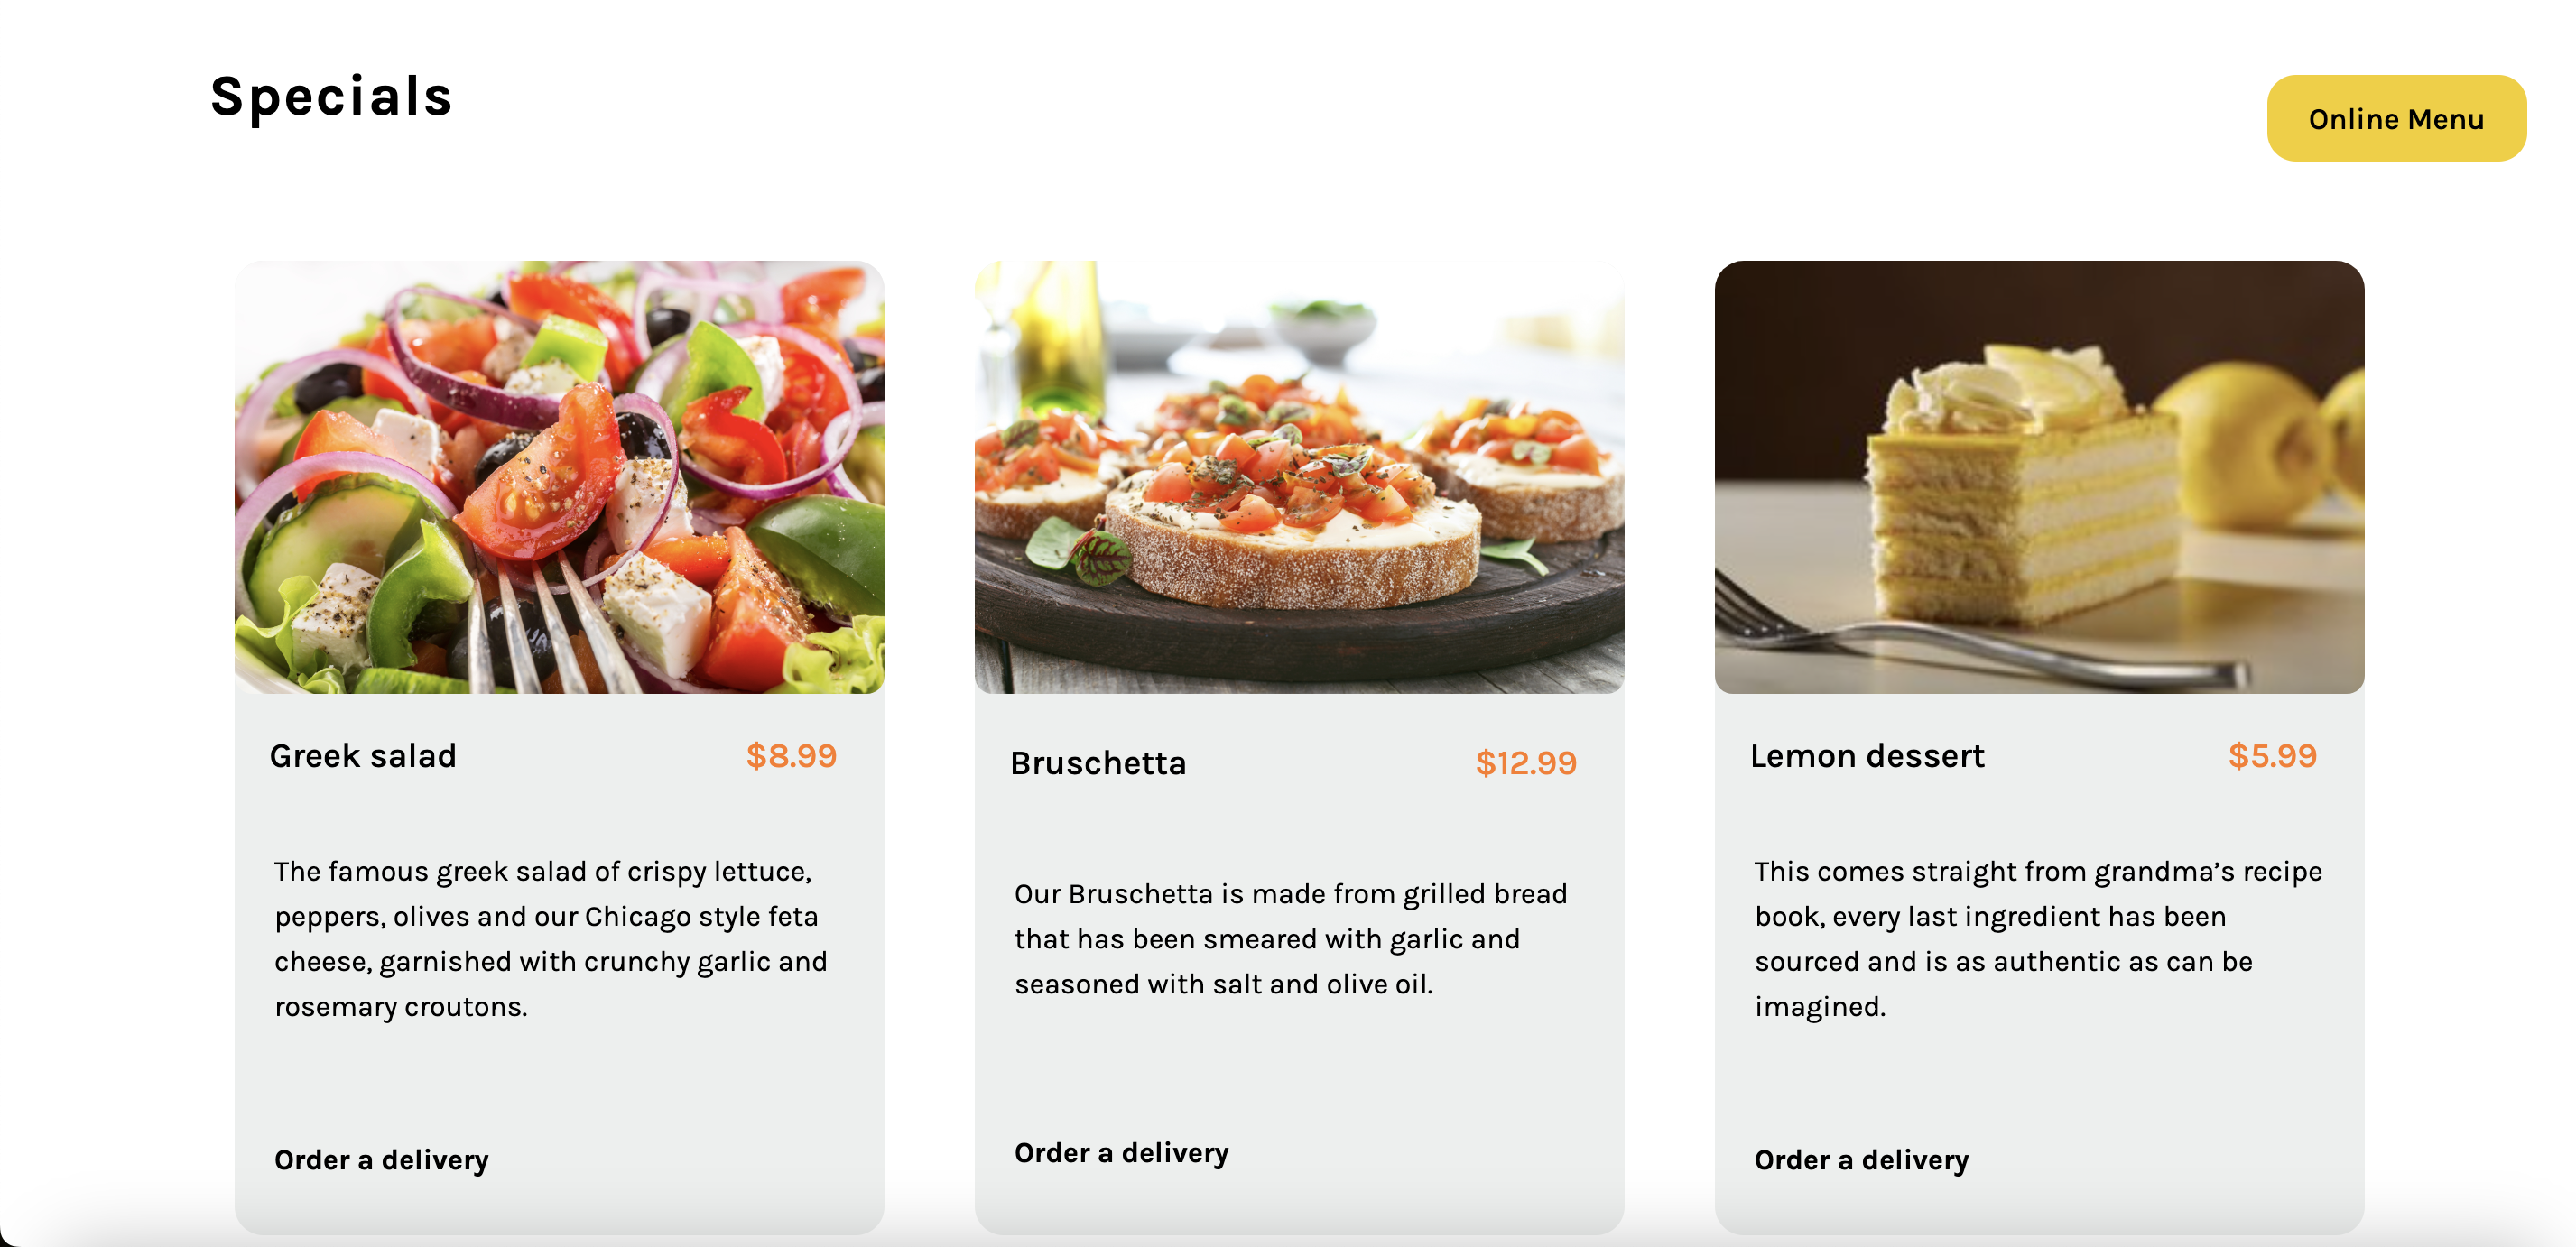 Specials
Online Menu
Greek salad
$8.99
The famous greek salad of crispy lettuce,
peppers, olives and our Chicago style feta
cheese, garnished with crunchy garlic and
rosemary croutons.
Order a delivery
Bruschetta
$12.99
Our Bruschetta is made from grilled bread
that has been smeared with garlic and
seasoned with salt and olive oil.
Order a delivery
Lemon dessert
$5.99
This comes straight from grandma’s recipe
book, every last ingredient has been
sourced and is as authentic as can be
imagined.
Order a delivery